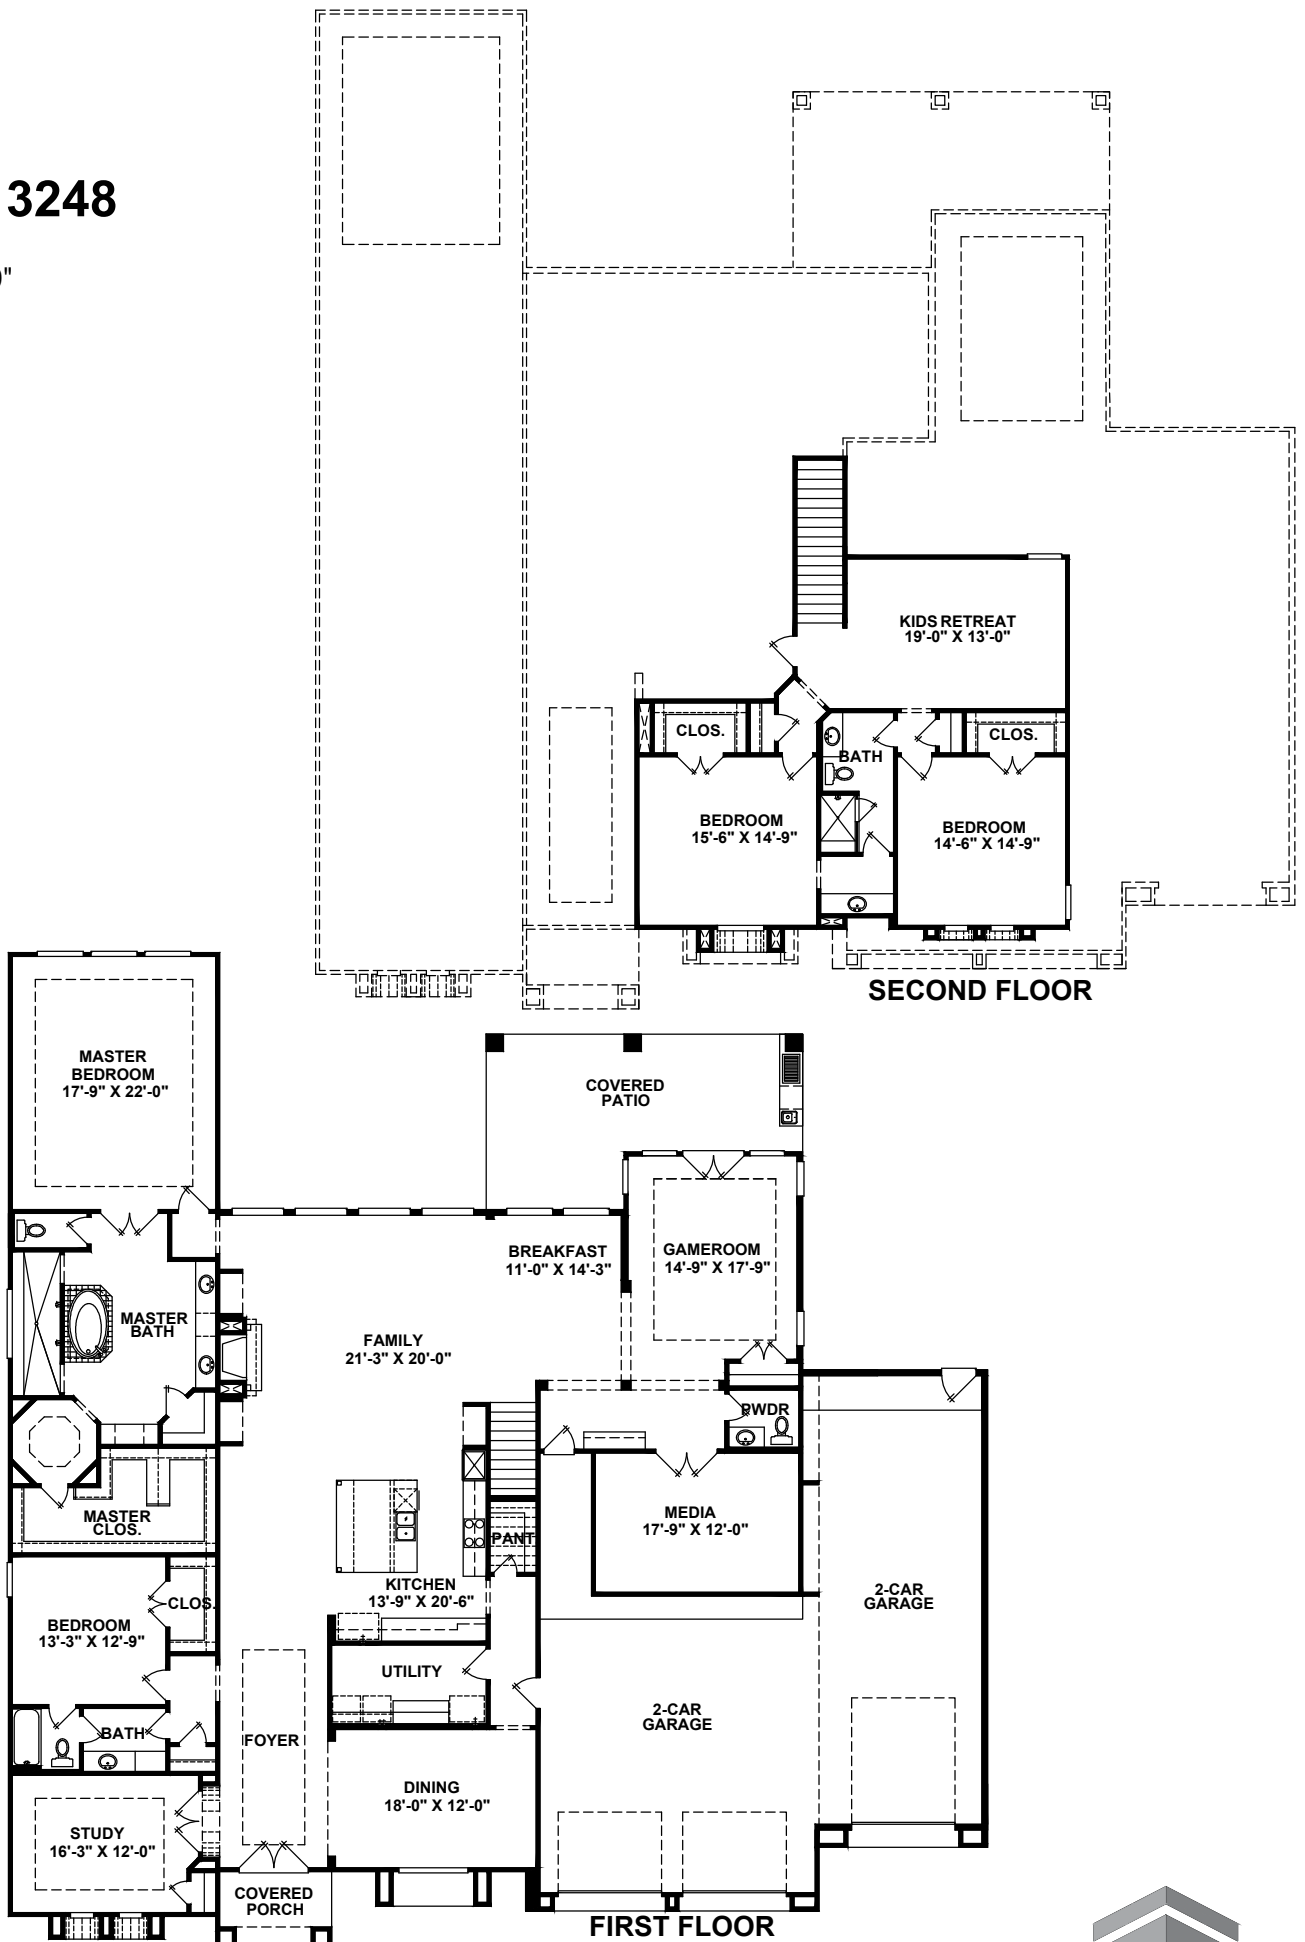 3248
0"
KIDS RETREAT
19'-0" X 13'-0"
CLOS.
BATH
CLOS.
BEDROOM
15'-6" X 14'-9"
BEDROOM
14'-6" X 14'-9"
SECOND FLOOR
MASTER
BEDROOM
17'-9" X 22'-0"
COVERED
PATIO
BREAKFAST
11'-0" X 14'-3"
GAMEROOM
14'-9" X 17'-9"
MASTER
BATH
FAMILY
21'-3" X 20'-0"
PWDR
MASTER
CLOS.
MEDIA
17'-9" X 12'-0"
PANT
KITCHEN
13'-9" X 20'-6"
2-CAR
GARAGE
CLOS.
BEDROOM
13'-3" X 12'-9"
UTILITY
BATH
FOYER
2-CAR
GARAGE
DINING
18'-0" X 12'-0"
STUDY
16'-3" X 12'-0"
COVERED
PORCH
FIRST FLOOR